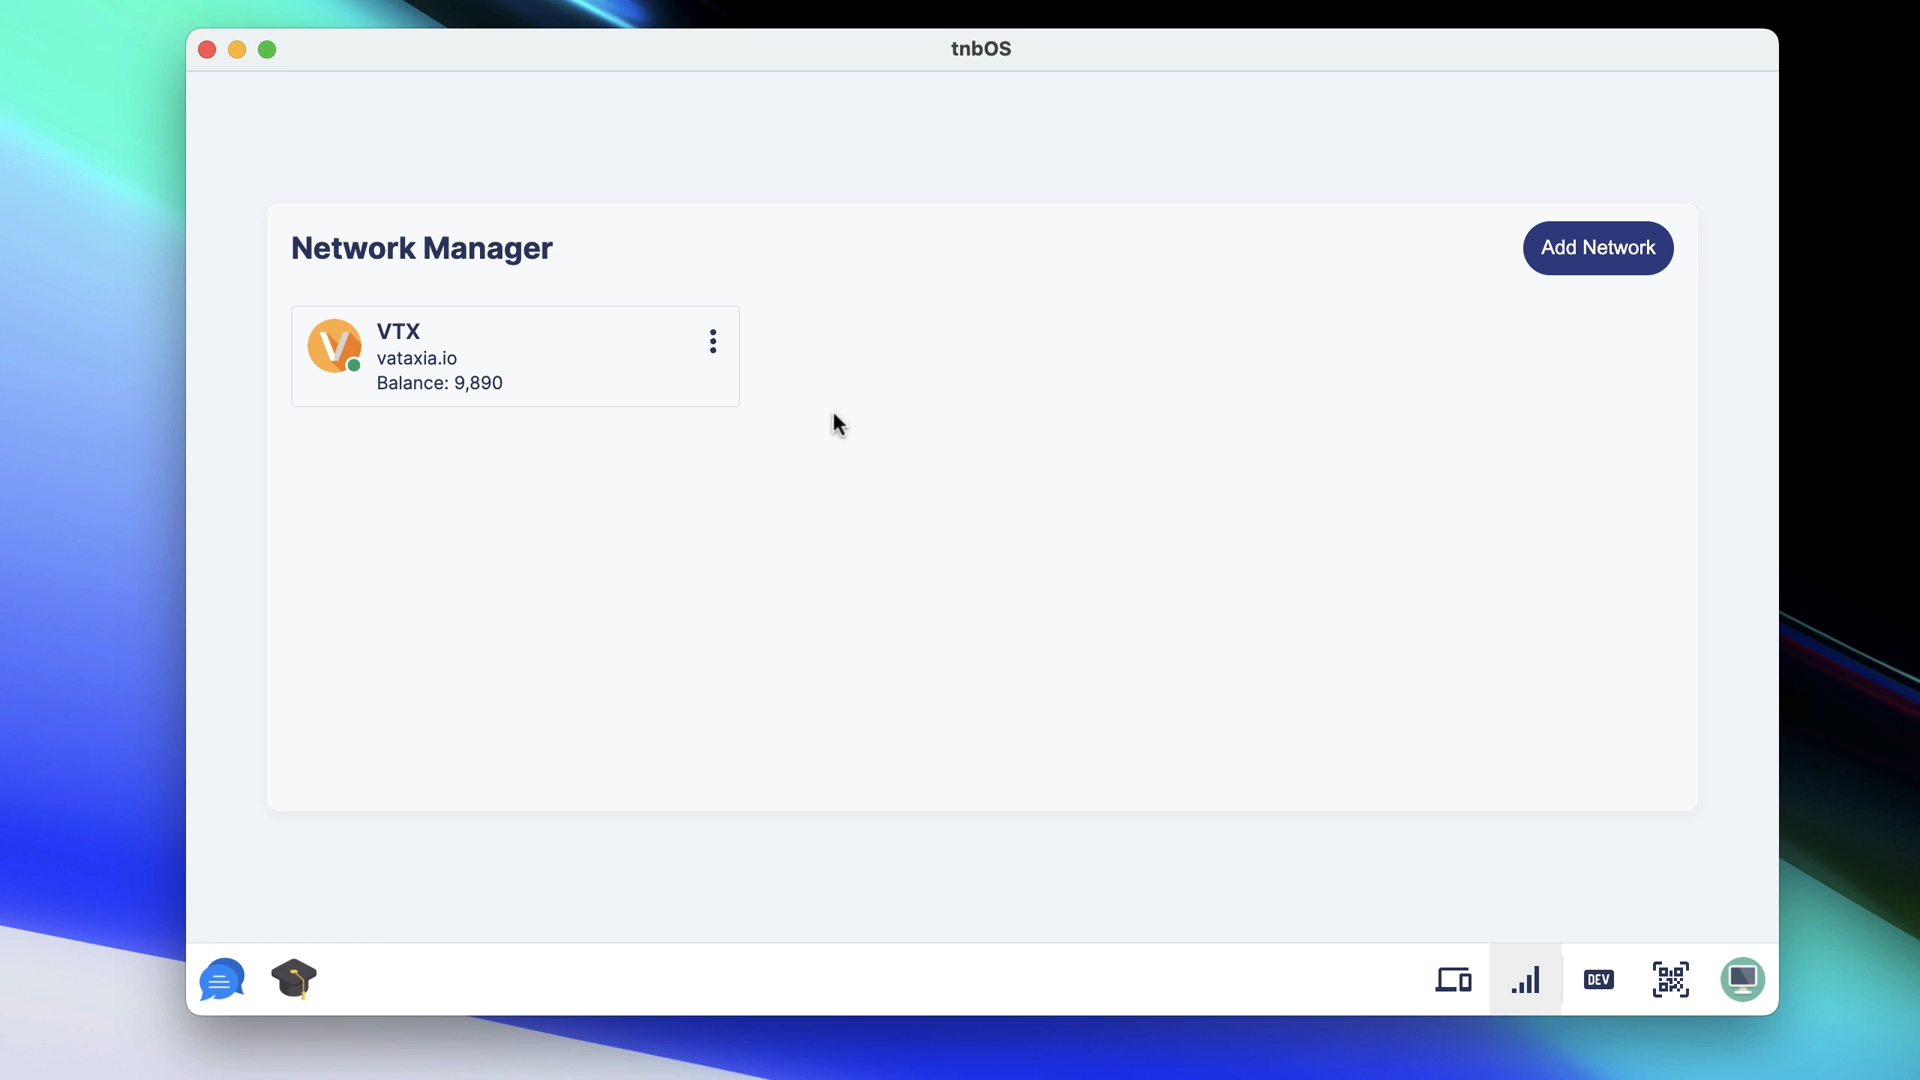 tnbOS
Network Manager
Add Network
VTX
vataxia.io
Balance: 9,890
DEV